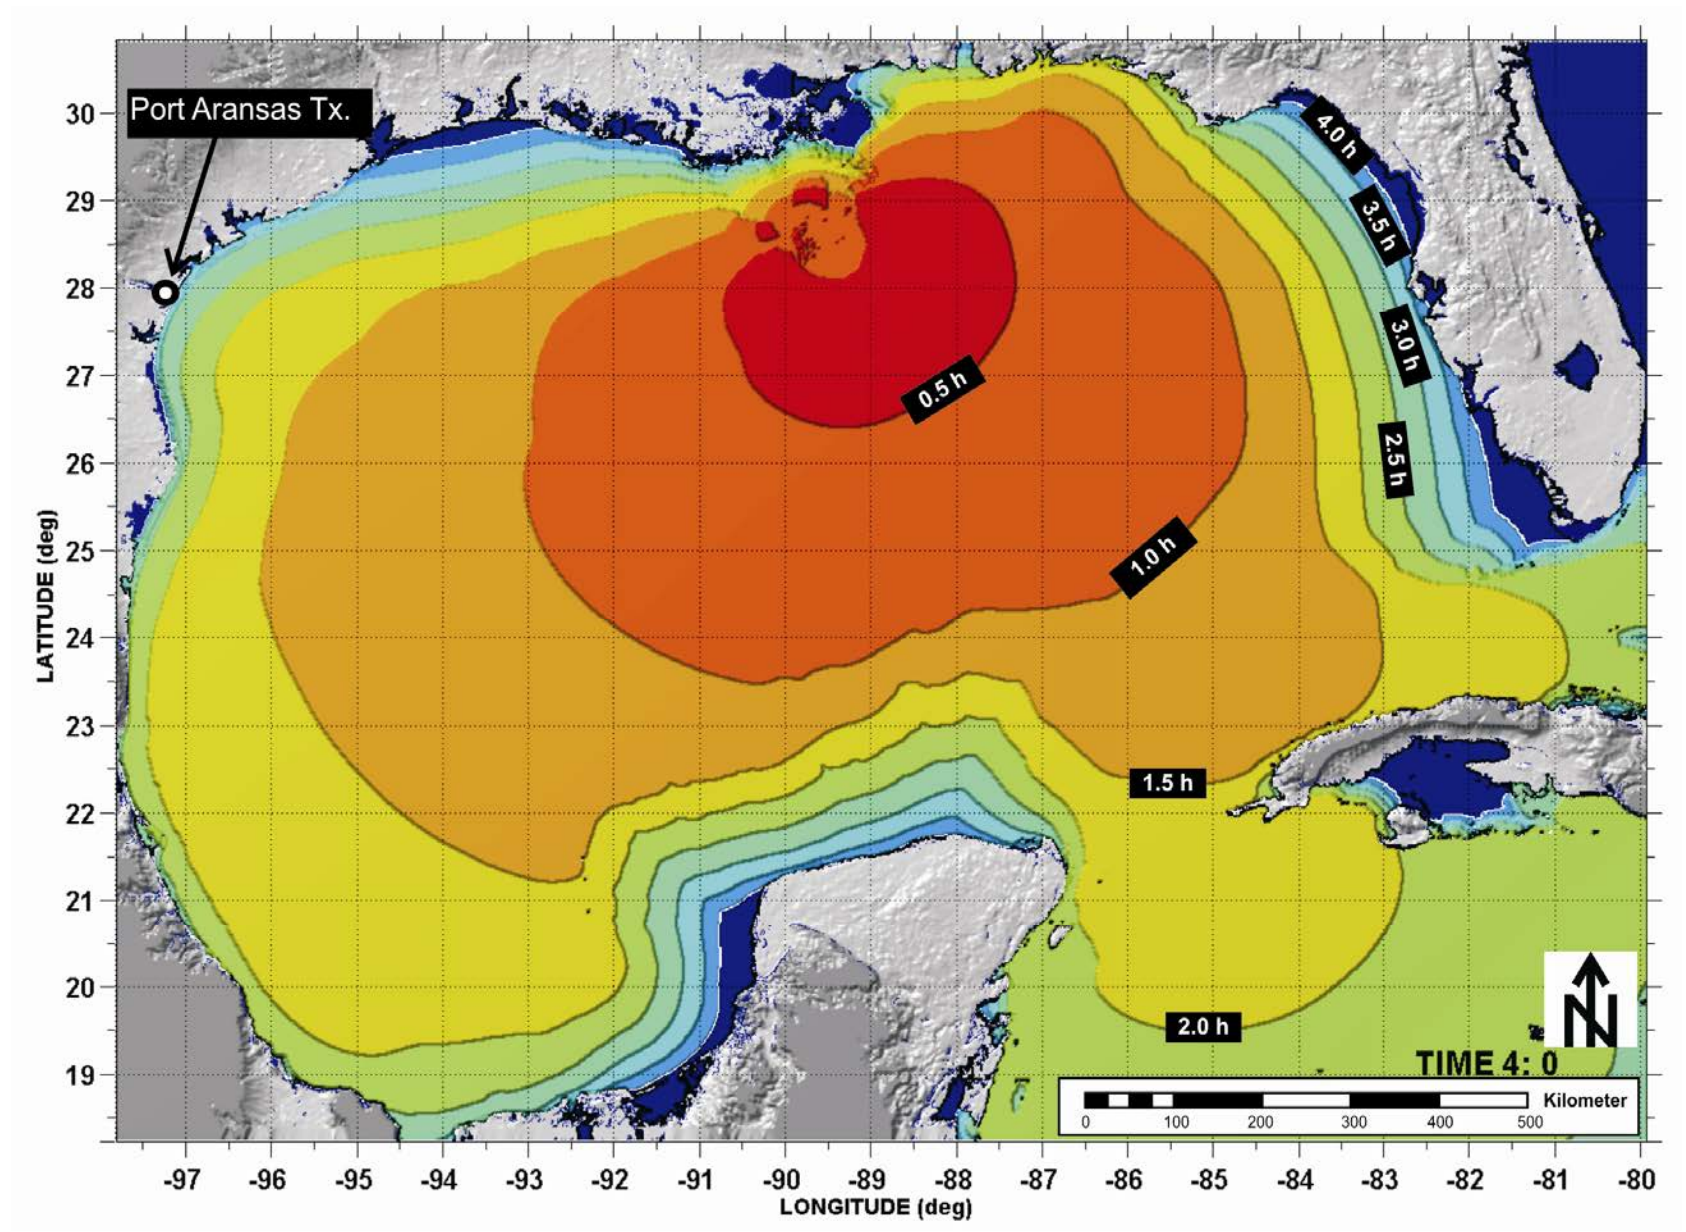 Port Aransas Tx.
30
29
28
27
26
25
24
23
22
21
20
19
LATITUDE (deg)
4.0 h
3.5 h
3.0 h
2.5 h
0.5 h
1.0 h
1.5 h
2.0 h
N
TIME 4: 0
Kilometer
0 100 200 300 400 500
-97 -96 -95 -94 -93 -92 -91 -90 -89 -88 -87 -86 -85 -84 -83 -82 -81 -80
LONGITUDE (deg)